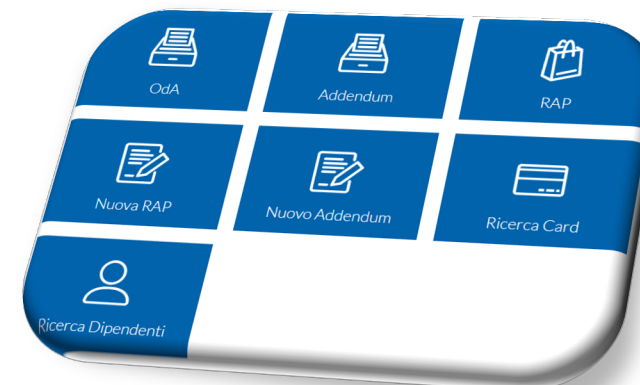 OdA
Addendum
RAP
Nuova RAP
Nuovo Addendum
Ricerca Card
Ricerca Dipendenti